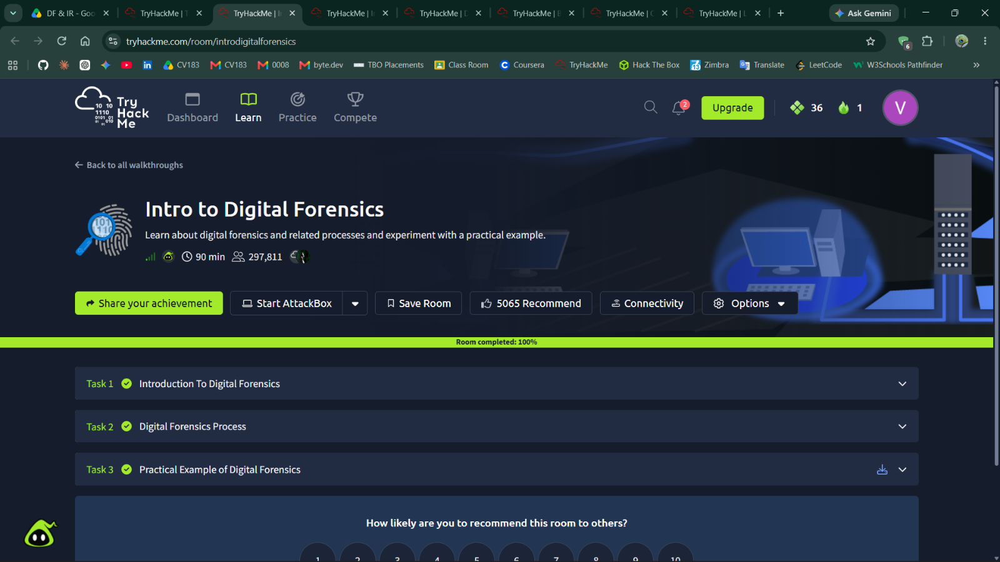 DF & IR - Goo
TryHackMe | T
TryHackMe | I
TryHackMe | I
TryHackMe | D
TryHackMe | B
TryHackMe | C
TryHackMe | L
Ask Gemini
tryhackme.com/room/introdigitalforensics
6
CV183
CV183
0008
byte.dev
TBO Placements
Class Room
Coursera
TryHackMe
Hack The Box
13
Zimbra
Translate
LeetCode
W3Schools Pathfinder
Try Hack Me
Dashboard
Learn
Practice
Compete
2
Upgrade
36
1
V
Back to all walkthroughs
Intro to Digital Forensics
Learn about digital forensics and related processes and experiment with a practical example.
90 min
297,811
Share your achievement
Start AttackBox
Save Room
5065 Recommend
Connectivity
Options
Room completed: 100%
Task 1 Introduction To Digital Forensics
Task 2 Digital Forensics Process
Task 3 Practical Example of Digital Forensics
How likely are you to recommend this room to others?
1 2 3 4 5 6 7 8 9 10